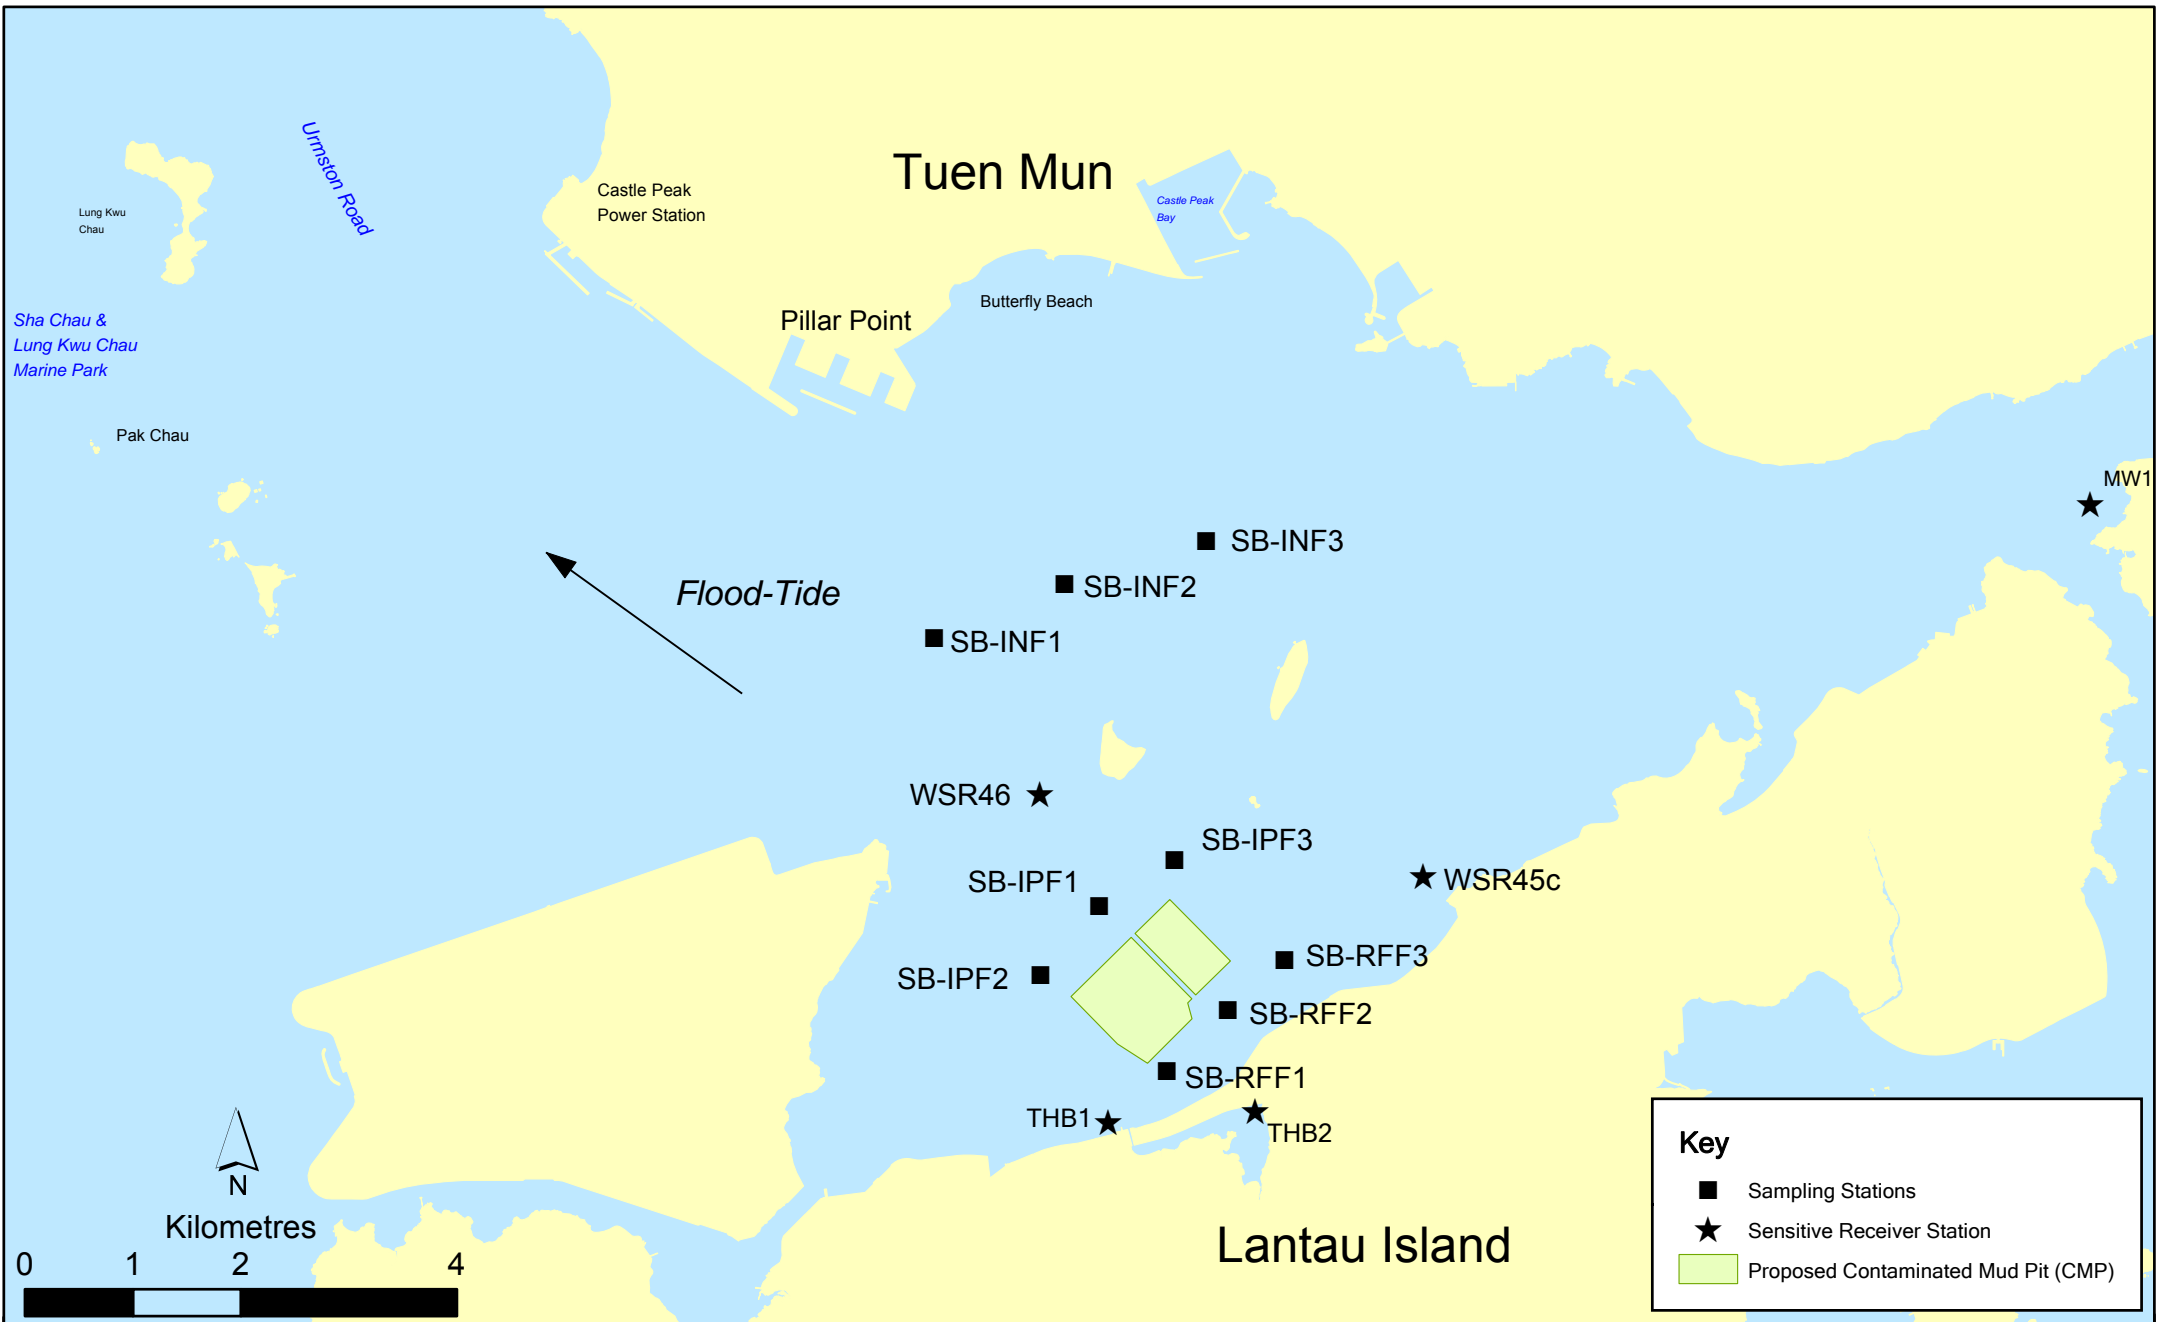 Urmston Road
Tuen Mun
Castle Peak
Power Station
Castle Peak
Bay
Lung Kwu
Chau
Butterfly Beach
Pillar Point
Sha Chau &
Lung Kwu Chau
Marine Park
Pak Chau
MW1
SB-INF3
Flood-Tide
SB-INF2
SB-INF1
WSR46
SB-IPF3
SB-IPF1
WSR45c
SB-RFF3
SB-IPF2
SB-RFF2
SB-RFF1
THB1
THB2
N
Kilometres
0 1 2 4
Lantau Island
Key
Sampling Stations
Sensitive Receiver Station
Proposed Contaminated Mud Pit (CMP)